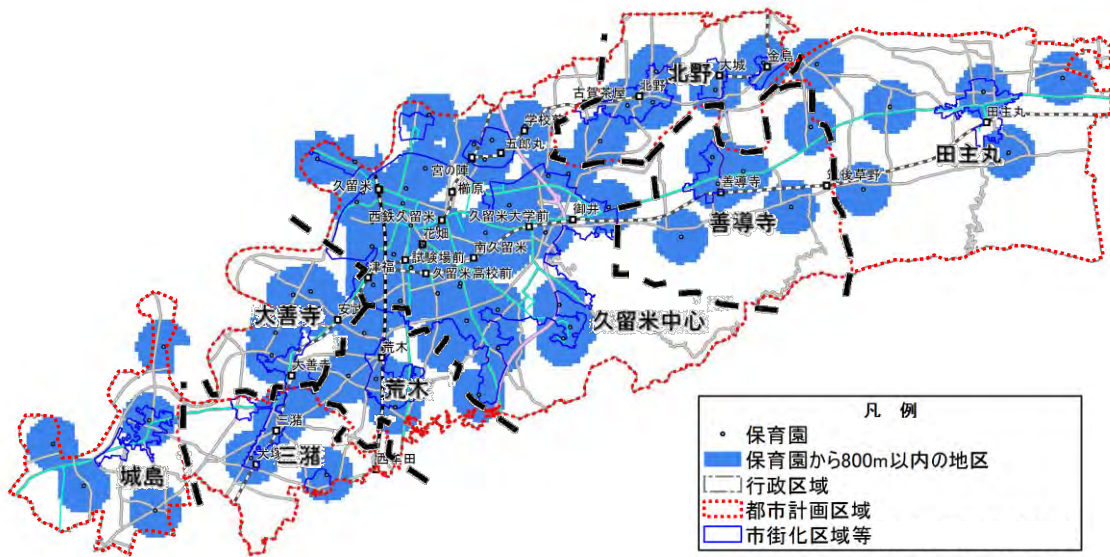 金島
大城
北野
北野
古賀茶屋
学校前
五郎丸
宮の陣
櫛原
久留米
西鉄久留米
久留米大学前
御井
花畑
南久留米
試験場前
久留米高校前
津福
善導寺
善導寺
筑後草野
田主丸
田主丸
久留米中心
大善寺
安武
大善寺
荒木
荒木
三潴
三潴
大塚
西牟田
城島
凡 例
保育園
保育園から800m以内の地区
行政区域
都市計画区域
市街化区域等